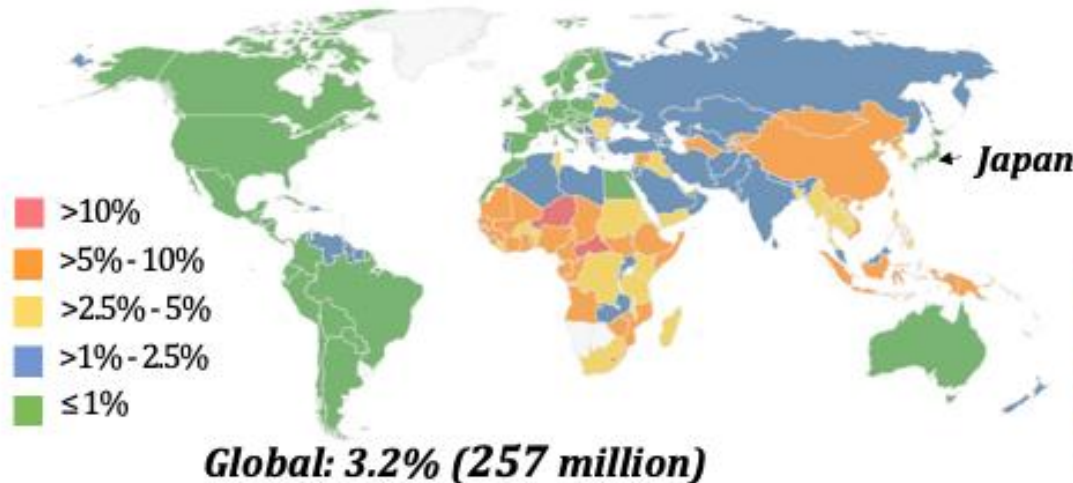 Japan
>10%
>5% - 10%
>2.5% - 5%
>1% - 2.5%
≤ 1%
Global: 3.2% (257 million)